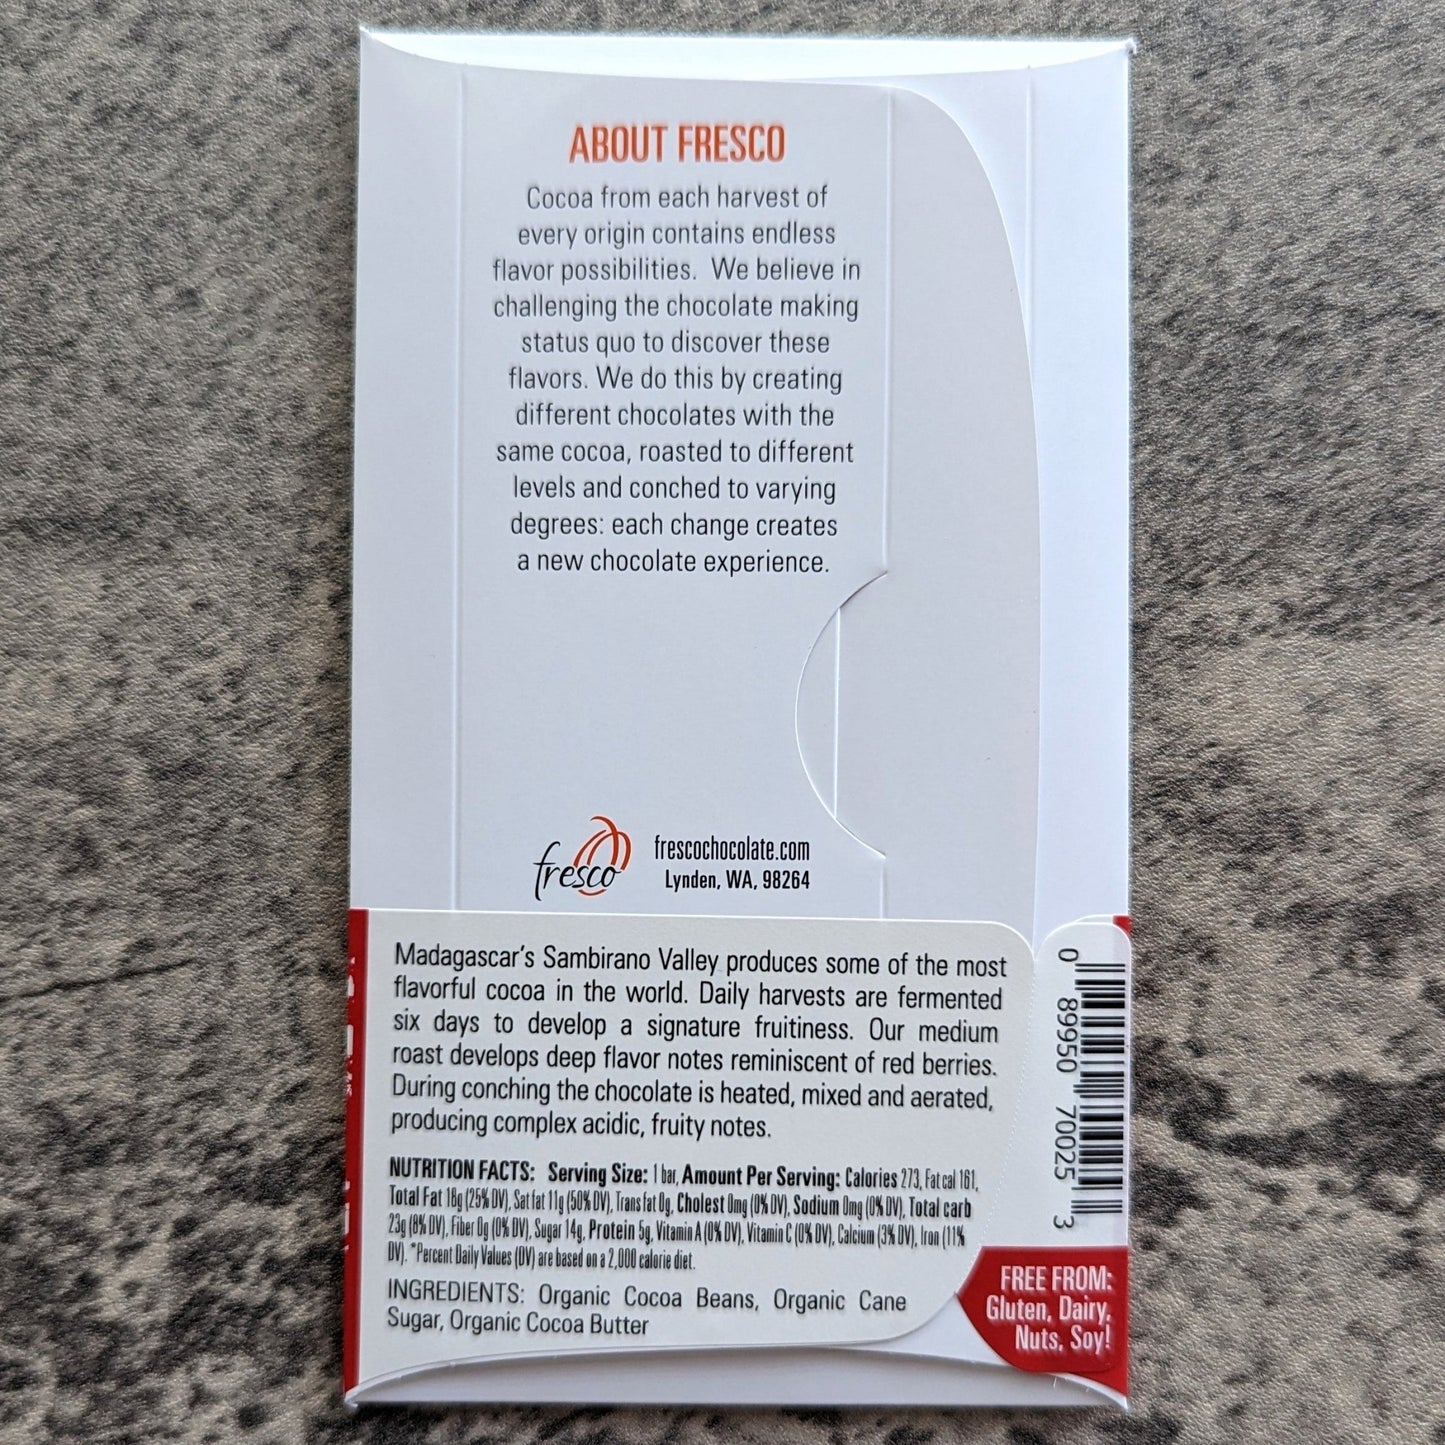 ABOUT FRESCO
Cocoa from each harvest of
every origin contains endless
flavor possibilities. We believe in
challenging the chocolate making
status quo to discover these
flavors. We do this by creating
different chocolates with the
same cocoa, roasted to different
levels and conched to varying
degrees: each change creates
a new chocolate experience.
fresco
frescochocolate.com
Lynden, WA, 98264
Madagascar's Sambirano Valley produces some of the most
flavorful cocoa in the world. Daily harvests are fermented
six days to develop a signature fruitiness. Our medium
roast develops deep flavor notes reminiscent of red berries.
During conching the chocolate is heated, mixed and aerated,
producing complex acidic, fruity notes.
NUTRITION FACTS: Serving Size: 1 bar, Amount Per Serving: Calories 273, Fat cal 161,
Total Fat 18g (25% DV), Sat fat 11g (50% DV), Trans fat 0g, Cholest 0mg (0% DV), Sodium 0mg (0% DV), Total carb
23g (8% DV), Fiber 0g (0% DV), Sugar 14g, Protein 5g, Vitamin A (0% DV), Vitamin C (0% DV), Calcium (3% DV), Iron (11%
DV). *Percent Daily Values (DV) are based on a 2,000 calorie diet.
INGREDIENTS: Organic Cocoa Beans, Organic Cane
Sugar, Organic Cocoa Butter
0 89950 70025 3
FREE FROM:
Gluten, Dairy,
Nuts, Soy!